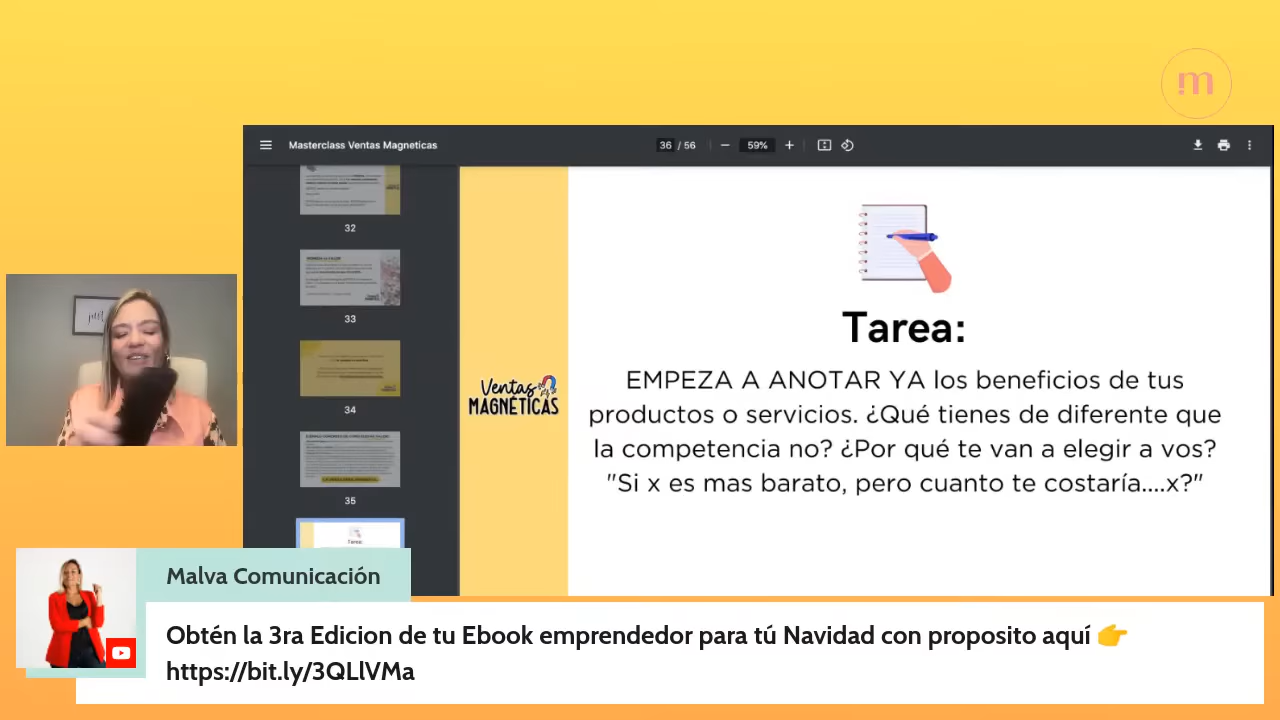 m
Masterclass Ventas Magneticas
36 / 56
59%
32
33
34
35
Tarea:
Ventas
MAGNÉTICAS
Tarea:
EMPEZA A ANOTAR YA los beneficios de tus
productos o servicios. ¿Qué tienes de diferente que
la competencia no? ¿Por qué te van a elegir a vos?
"Si x es mas barato, pero cuanto te costaría....x?"
Malva Comunicación
Obtén la 3ra Edicion de tu Ebook emprendedor para tú Navidad con proposito aquí 👉
https://bit.ly/3QLlVMa